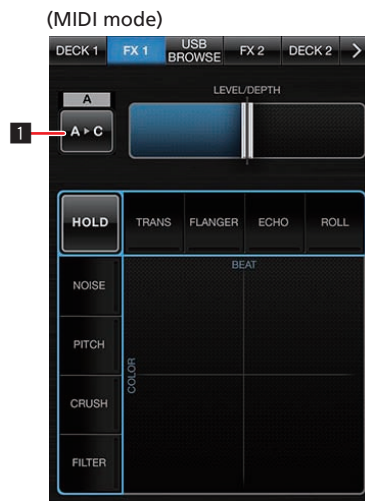 (MIDI mode)
DECK 1 FX 1 USB BROWSE FX 2 DECK 2 >
LEVEL/DEPTH
A
1
A▸C
HOLD TRANS FLANGER ECHO ROLL
BEAT
NOISE
PITCH
COLOR
CRUSH
FILTER